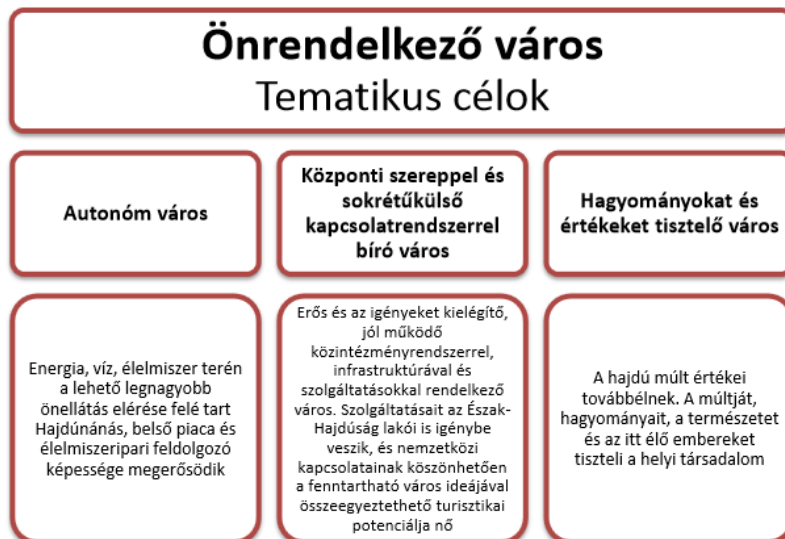 Önrendelkező város
Tematikus célok
Autonóm város
Központi szereppel és
sokrétűkülső
kapcsolatrendszerrel
bíró város
Hagyományokat és
értékeket tisztelő város
Energia, víz, élelmiszer terén
a lehető legnagyobb
önellátás elérése felé tart
Hajdúnánás, belső piaca és
élelmiszeripari feldolgozó
képessége megerősödik
Erős és az igényeket kielégítő,
jól működő
közintézményrendszerrel,
infrastruktúrával és
szolgáltatásokkal rendelkező
város. Szolgáltatásait az Észak-
Hajdúság lakói is igénybe
veszik, és nemzetközi
kapcsolatainak köszönhetően
a fenntartható város ideájával
összeegyeztethető turisztikai
potenciálja nő
A hajdú múlt értékei
továbbélnek. A múltját,
hagyományait, a természetet
és az itt élő embereket
tiszteli a helyi társadalom